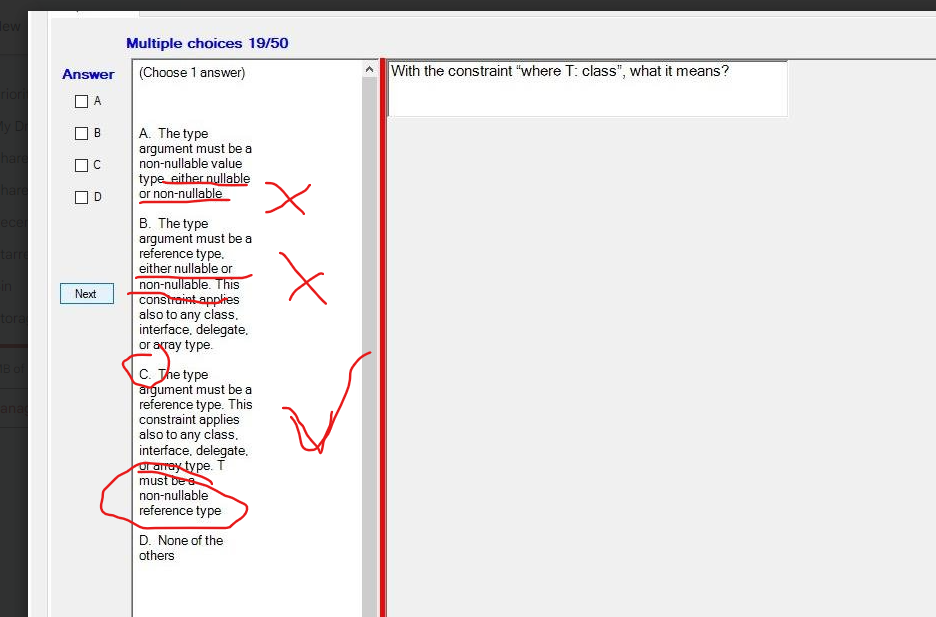 Multiple choices 19/50
Answer
A
B
C
D
Next
(Choose 1 answer)
A. The type
argument must be a
non-nullable value
type, either nullable
or non-nullable.
B. The type
argument must be a
reference type,
either nullable or
non-nullable. This
constraint applies
also to any class,
interface, delegate,
or array type.
C. The type
argument must be a
reference type. This
constraint applies
also to any class,
interface, delegate,
or array type. T
must be a
non-nullable
reference type
D. None of the
others
With the constraint “where T: class”, what it means?